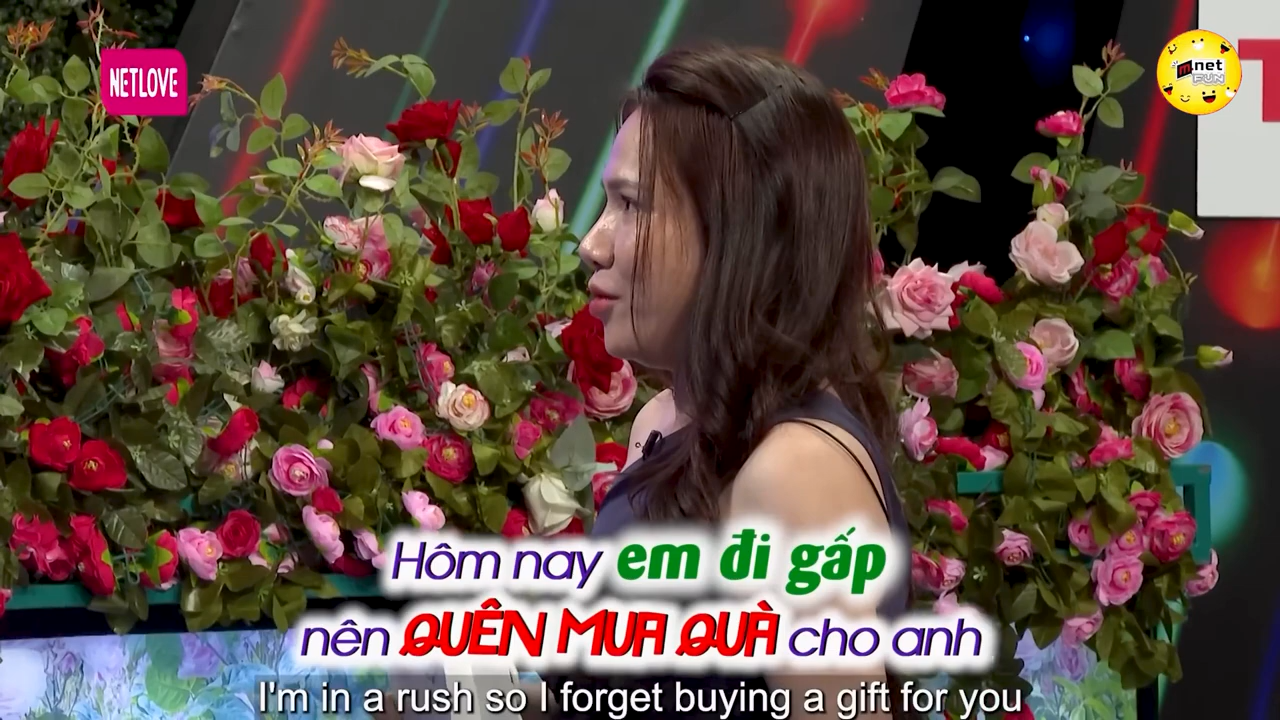 NETLOVE
m.net
FUN
Hôm nay em đi gấp
nên QUÊN MUA QUÀ cho anh
I'm in a rush so I forget buying a gift for you